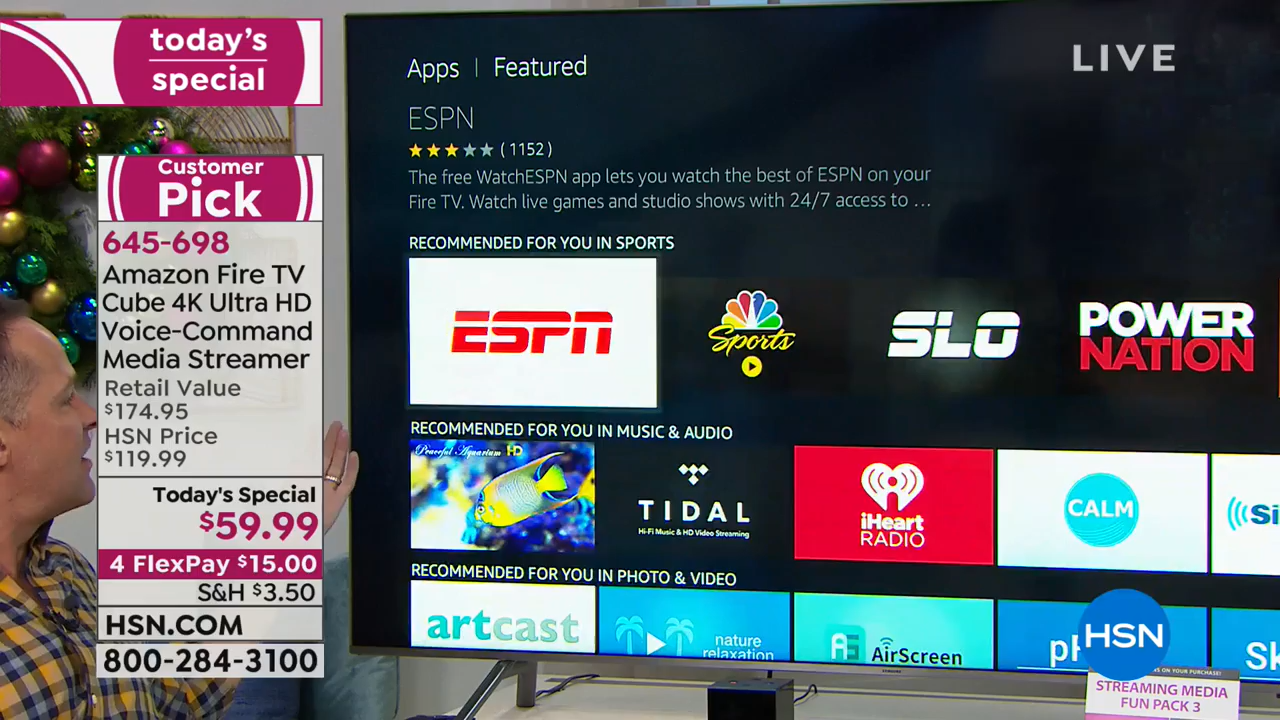 today's
special
Customer
Pick
645-698
Amazon Fire TV
Cube 4K Ultra HD
Voice-Command
Media Streamer
Retail Value
$174.95
HSN Price
$119.99
Today's Special
$59.99
4 FlexPay $15.00
S&H $3.50
HSN.COM
800-284-3100
LIVE
Apps | Featured
ESPN
(1152)
The free WatchESPN app lets you watch the best of ESPN on your
Fire TV. Watch live games and studio shows with 24/7 access to ...
RECOMMENDED FOR YOU IN SPORTS
ESPN
Sports
SLO
POWER
NATION
RECOMMENDED FOR YOU IN MUSIC & AUDIO
Peaceful Aquarium HD
TIDAL
Hi-Fi Music & HD Video Streaming
iHeart
RADIO
CALM
Si
RECOMMENDED FOR YOU IN PHOTO & VIDEO
artcast
nature
relaxation
AirScreen
ph
Sk
HSN
ON YOUR PURCHASE!
STREAMING MEDIA
FUN PACK 3